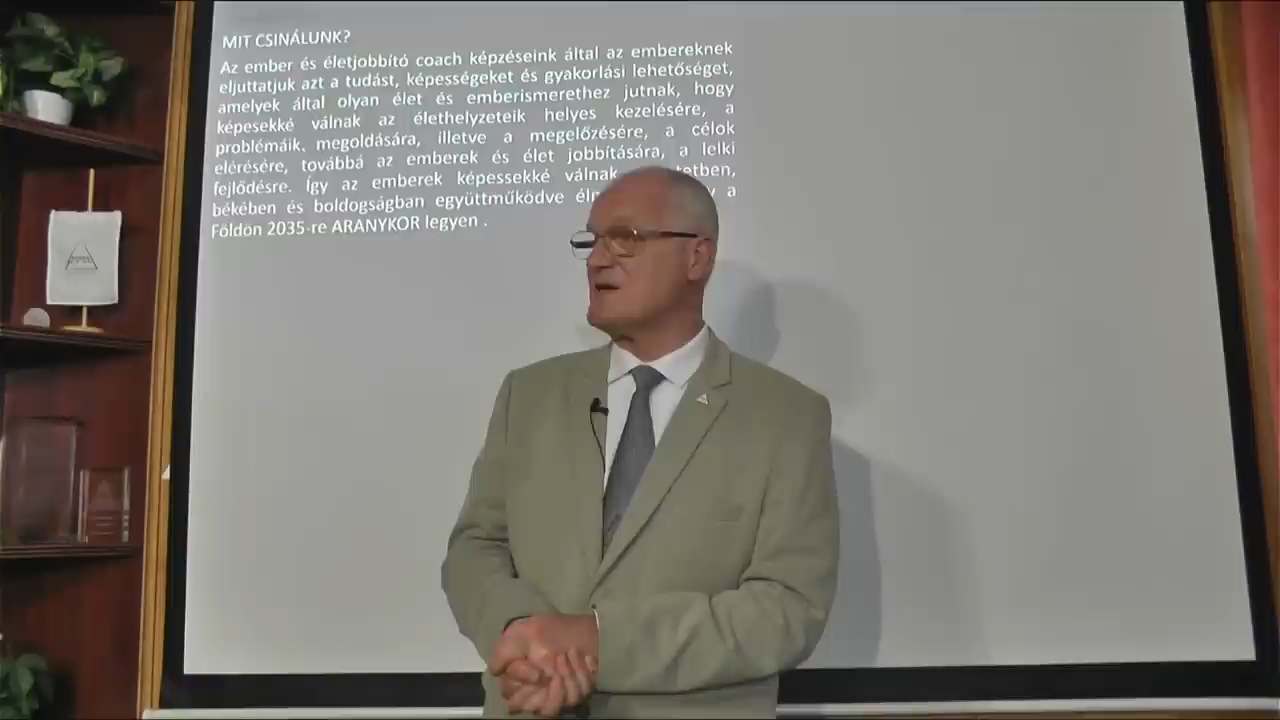 MIT CSINÁLUNK?
Az ember és életjobbító coach képzéseink által az embereknek
eljuttatjuk azt a tudást, képességeket és gyakorlási lehetőséget,
amelyek által olyan élet és emberismerethez jutnak, hogy
képesekké válnak az élethelyzeteik helyes kezelésére, a
problémáik. megoldására, illetve a megelőzésére, a célok
elérésére, továbbá az emberek és élet jobbítására, a lelki
fejlődésre. Így az emberek képessekké válnak
békében és boldogságban együttműködve a
Földön 2035-re ARANYKOR legyen .